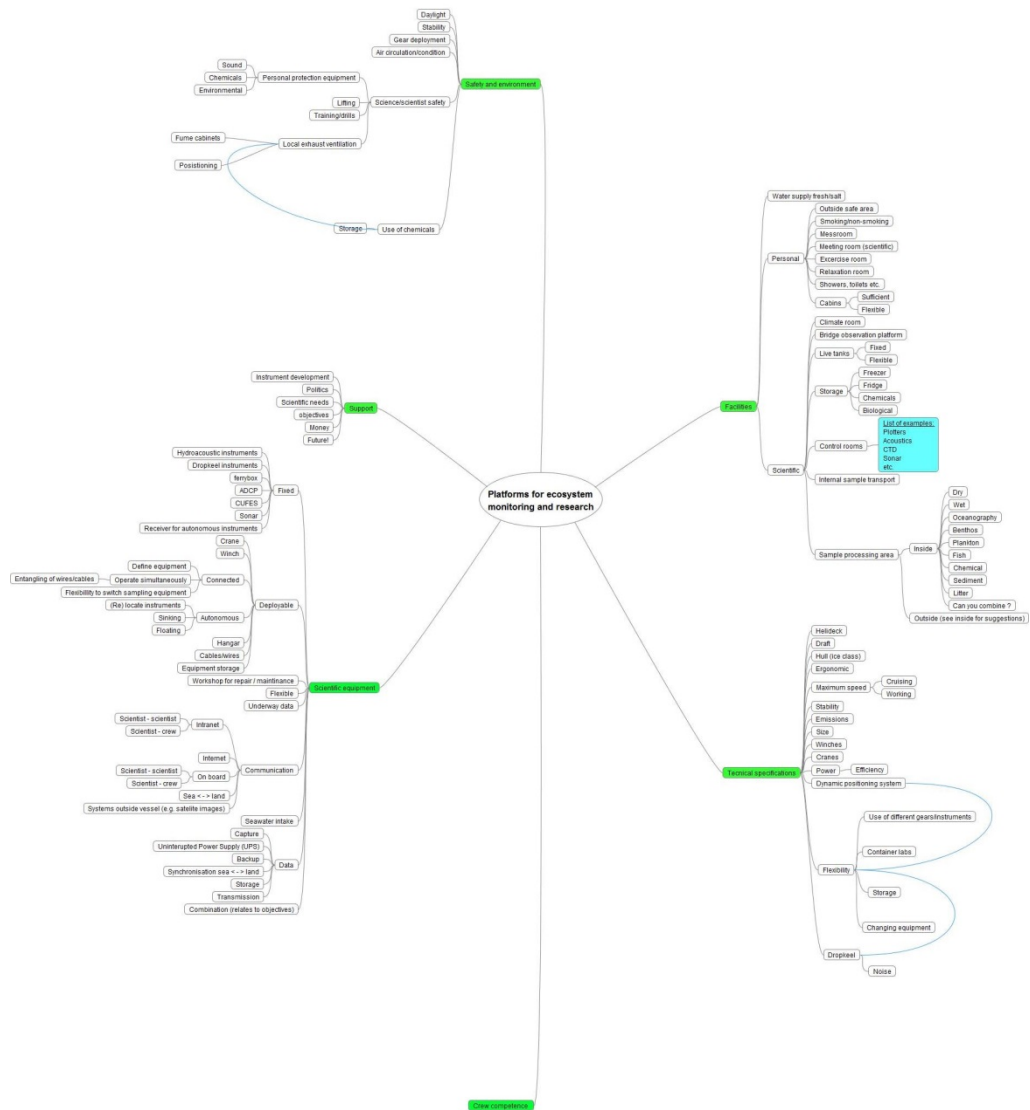 Platforms for ecosystem
monitoring and research
Safety and environment
Daylight
Stability
Gear deployment
Air circulation/condition
Science/scientist safety
Personal protection equipment
Sound
Chemicals
Environmental
Lifting
Training/drills
Local exhaust ventilation
Fume cabinets
Posistioning
Use of chemicals
Storage
Support
Instrument development
Politics
Scientific needs
objectives
Money
Future!
Scientific equipment
Fixed
Hydroacoustic instruments
Dropkeel instruments
ferrybox
ADCP
CUFES
Sonar
Receiver for autonomous instruments
Deployable
Crane
Winch
Connected
Define equipment
Operate simultaneously
Entangling of wires/cables
Flexibillity to switch sampling equipment
Autonomous
(Re) locate instruments
Sinking
Floating
Hangar
Cables/wires
Equipment storage
Workshop for repair / maintinance
Flexible
Underway data
Communication
Intranet
Scientist - scientist
Scientist - crew
Internet
On board
Scientist - scientist
Scientist - crew
Sea < - > land
Systems outside vessel (e.g. satelite images)
Seawater intake
Data
Capture
Uninterupted Power Supply (UPS)
Backup
Synchronisation sea < - > land
Storage
Transmission
Combination (relates to objectives)
Crew competence
Facilities
Water supply fresh/salt
Personal
Outside safe area
Smoking/non-smoking
Messroom
Meeting room (scientific)
Excercise room
Relaxation room
Showers, toilets etc.
Cabins
Sufficient
Flexible
Scientific
Climate room
Bridge observation platform
Live tanks
Fixed
Flexible
Storage
Freezer
Fridge
Chemicals
Biological
Control rooms
List of examples:
Plotters
Acoustics
CTD
Sonar
etc.
Internal sample transport
Sample processing area
Inside
Dry
Wet
Oceanography
Benthos
Plankton
Fish
Chemical
Sediment
Litter
Can you combine ?
Outside (see inside for suggestions)
Tecnical specifications
Helideck
Draft
Hull (ice class)
Ergonomic
Maximum speed
Cruising
Working
Stability
Emissions
Size
Winches
Cranes
Power
Efficiency
Dynamic positioning system
Flexibility
Use of different gears/instruments
Container labs
Storage
Changing equipment
Dropkeel
Noise